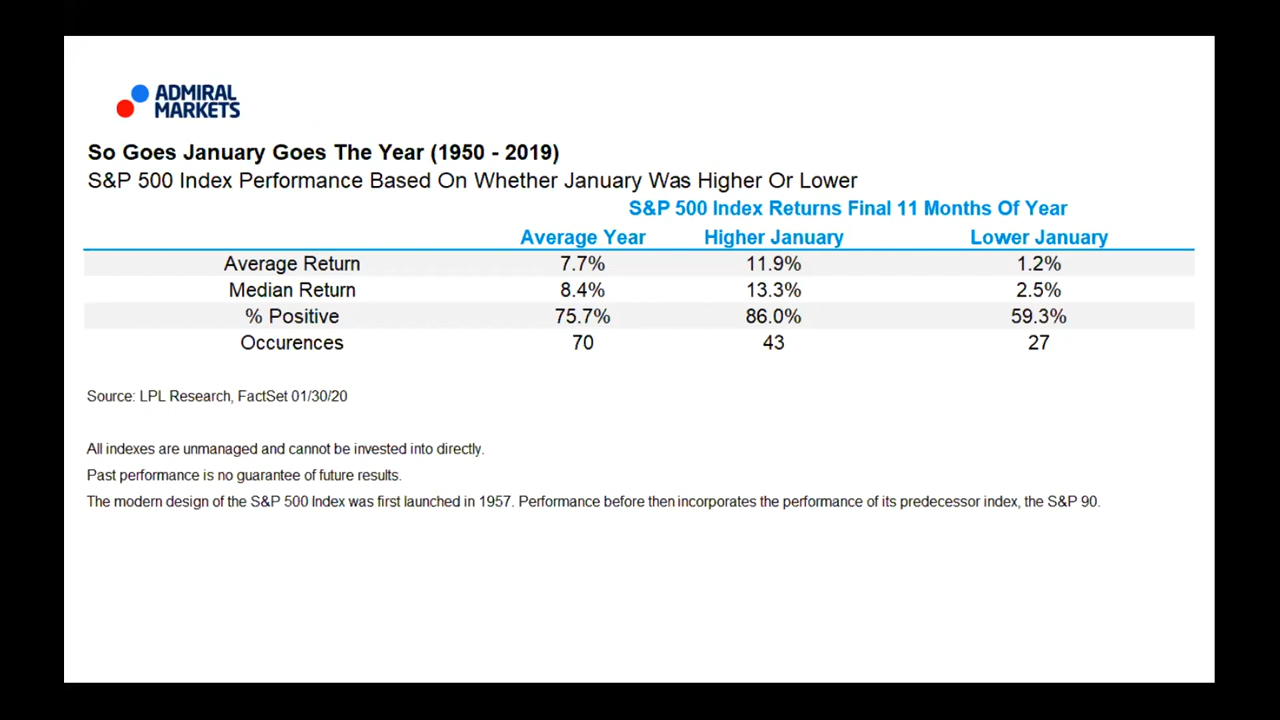 ADMIRAL
MARKETS
So Goes January Goes The Year (1950 - 2019)
S&P 500 Index Performance Based On Whether January Was Higher Or Lower
S&P 500 Index Returns Final 11 Months Of Year
Average Year Higher January Lower January
Average Return 7.7% 11.9% 1.2%
Median Return 8.4% 13.3% 2.5%
% Positive 75.7% 86.0% 59.3%
Occurences 70 43 27
Source: LPL Research, FactSet 01/30/20
All indexes are unmanaged and cannot be invested into directly.
Past performance is no guarantee of future results.
The modern design of the S&P 500 Index was first launched in 1957. Performance before then incorporates the performance of its predecessor index, the S&P 90.